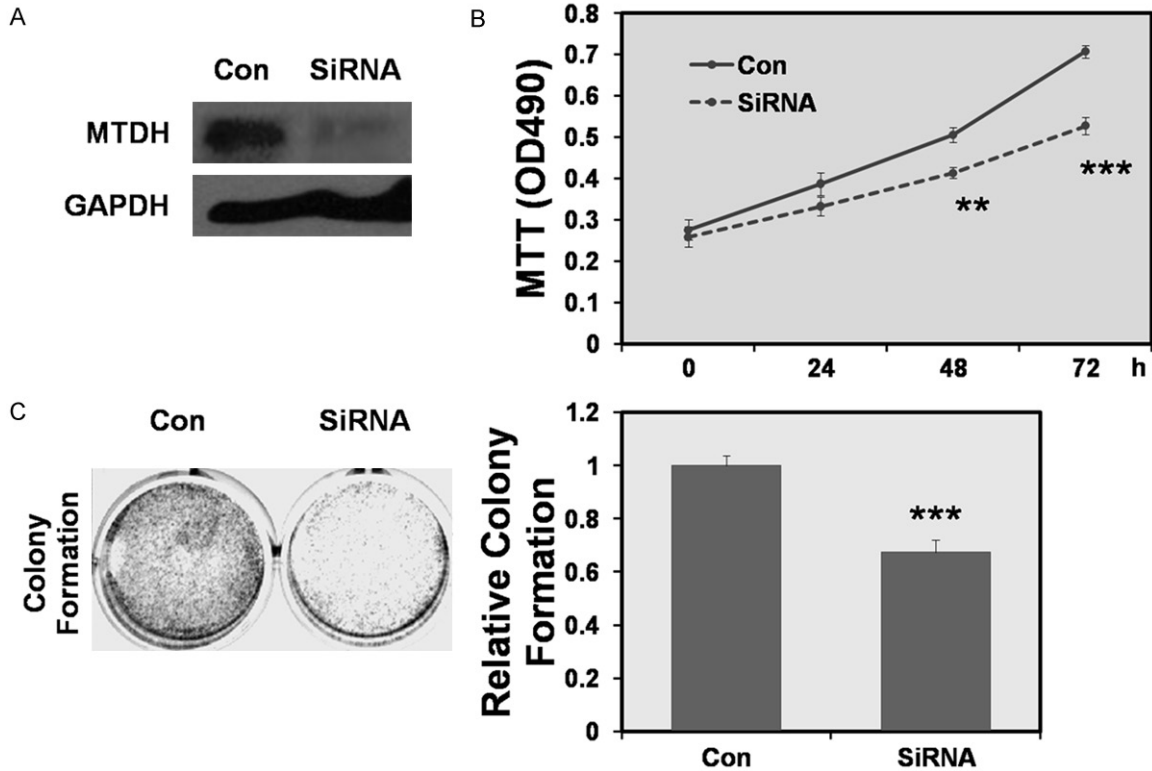 A
Con SiRNA
MTDH
GAPDH
B
MTT (OD490)
0.8
0.7
0.6
0.5
0.4
0.3
0.2
0.1
0
Con
SiRNA
**
***
0 24 48 72 h
C
Con SiRNA
Colony
Formation
Relative Colony
Formation
1.2
1
0.8
0.6
0.4
0.2
0
***
Con SiRNA